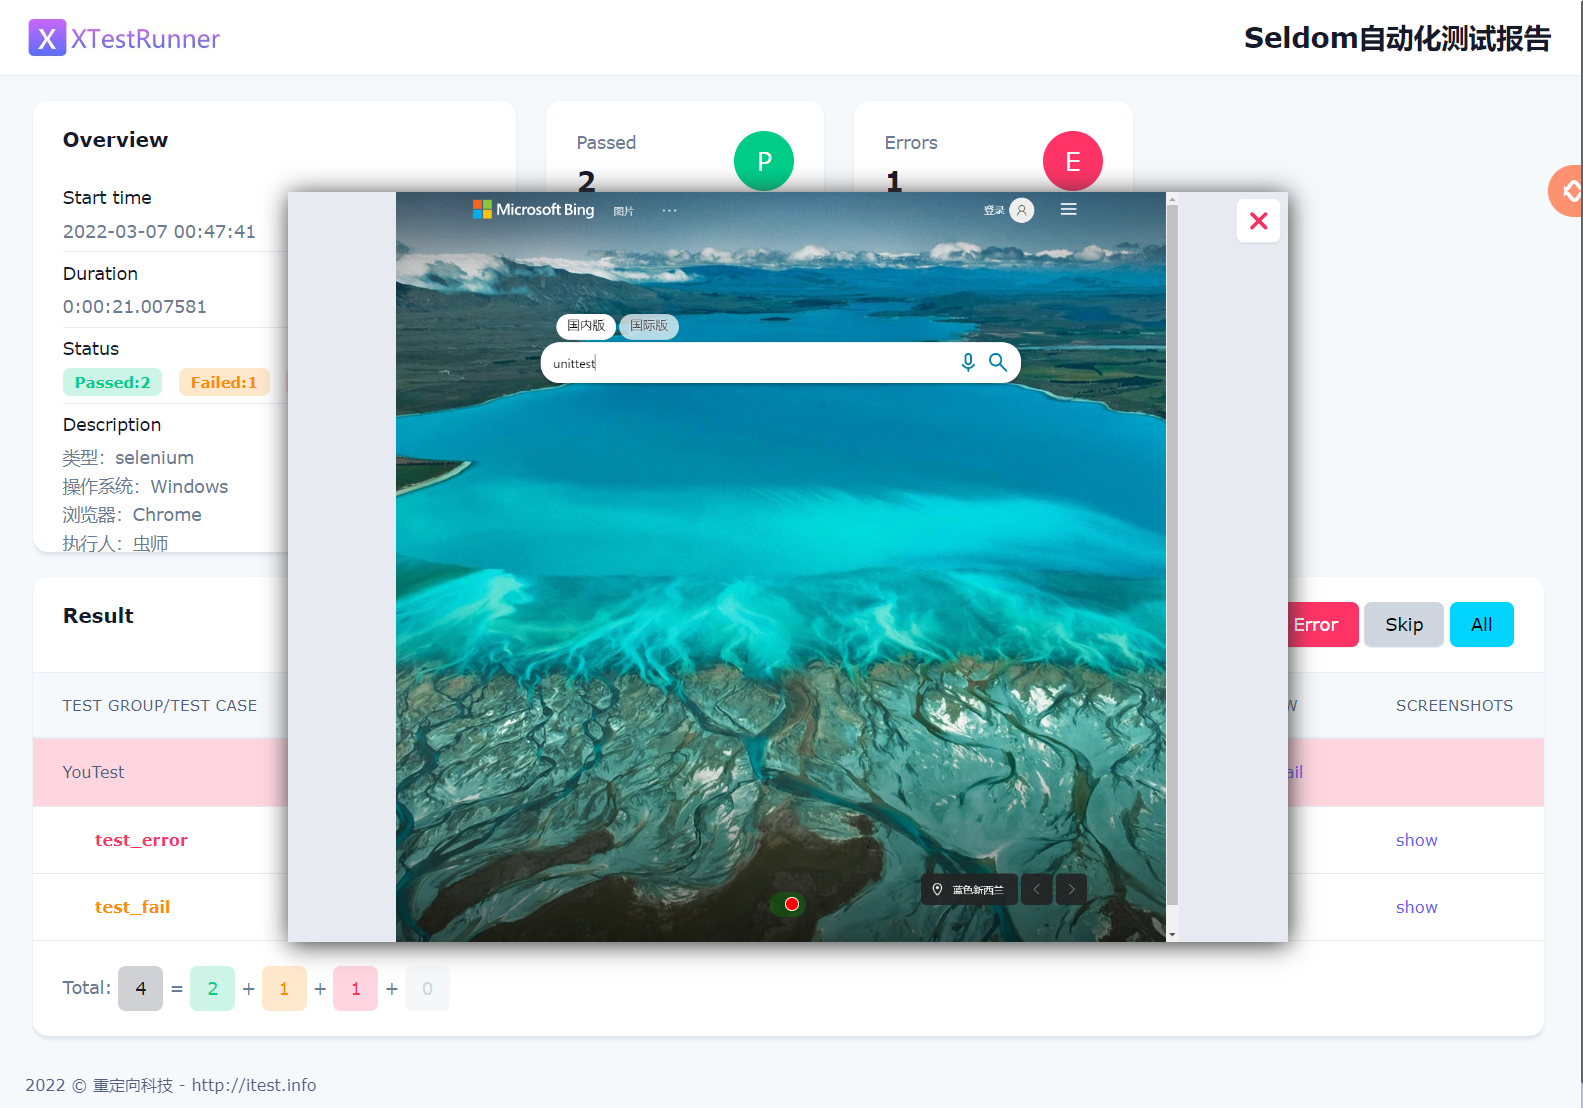 X XTestRunner
Seldom自动化测试报告
Overview
Start time
2022-03-07 00:47:41
Duration
0:00:21.007581
Status
Passed:2
Failed:1
Description
类型：selenium
操作系统：Windows
浏览器：Chrome
执行人：虫师
Passed
2
P
Errors
1
E
Microsoft Bing
图片
...
登录
国内版
国际版
unittest
蓝色新西兰
Result
Error
Skip
All
TEST GROUP/TEST CASE
W
SCREENSHOTS
YouTest
ail
test_error
show
test_fail
show
Total: 4 = 2 + 1 + 1 + 0
2022 © 重定向科技 - http://itest.info